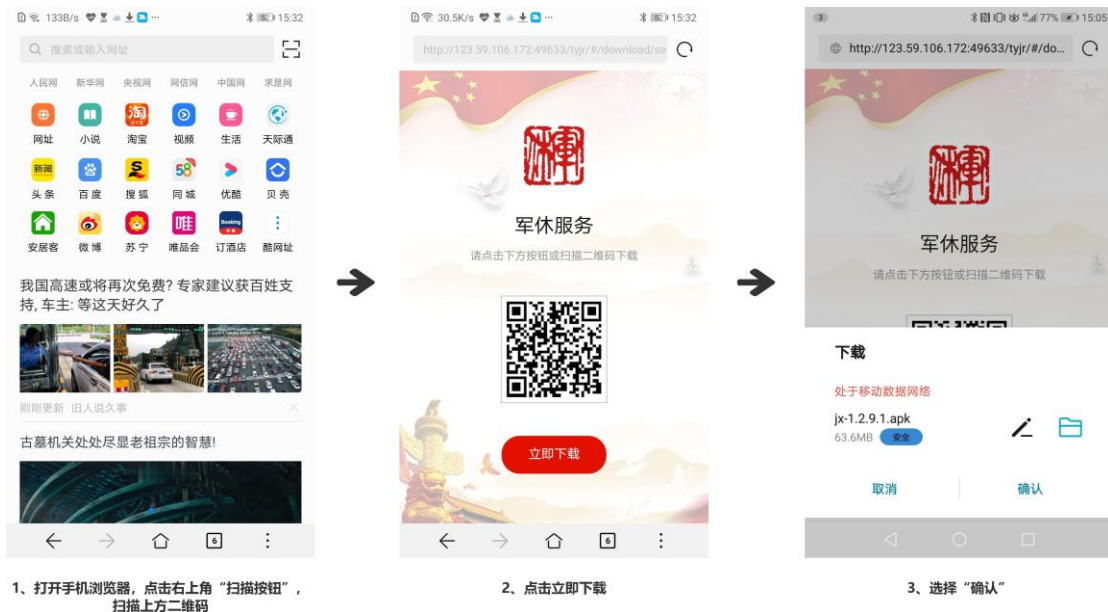 133B/s 15:32
搜索或输入网址
人民网 新华网 央视网 网信网 中国网 求是网
网址 小说 淘宝 视频 生活 天际通
新闻 58
头条 百度 搜狐 同城 优酷 贝壳
唯 Booking
安居客 微博 苏宁 唯品会 订酒店 酷网址
我国高速或将再次免费?专家建议获百姓支
持,车主:等这天好久了
刚刚更新 旧人说久事
古墓机关处处尽显老祖宗的智慧!
6
1、打开手机浏览器,点击右上角“扫描按钮”,
扫描上方二维码
30.5K/s 15:32
http://123.59.106.172:49633/tyjr/#/download/se
军休
军休服务
请点击下方按钮或扫描二维码下载
立即下载
6
2、点击立即下载
3 77% 15:05
http://123.59.106.172:49633/tyjr/#/do...
军休
军休服务
请点击下方按钮或扫描二维码下载
下载
处于移动数据网络
jx-1.2.9.1.apk
63.6MB 安全
取消 确认
3、选择“确认”